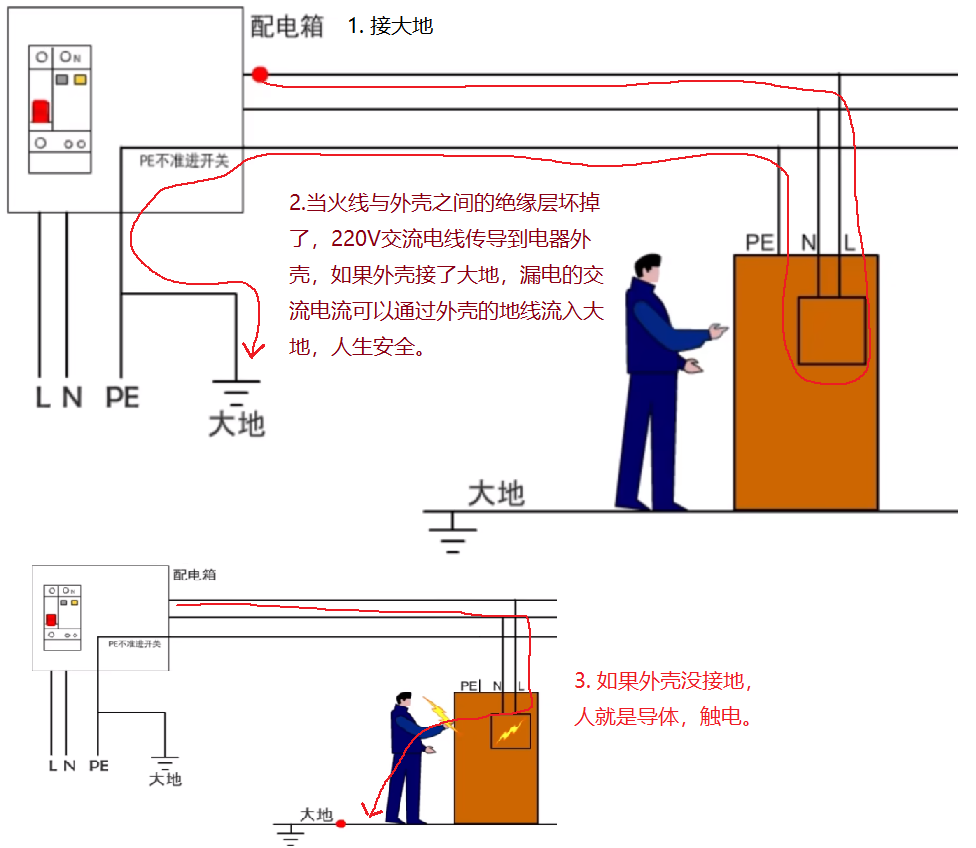 配电箱
1. 接大地
N
PE不准进开关
2.当火线与外壳之间的绝缘层坏掉
了，220V交流电线传导到电器外
壳，如果外壳接了大地，漏电的交
流电流可以通过外壳的地线流入大
地，人生安全。
PE N L
L N PE
大地
大地
配电箱
N
PE不准进开关
3. 如果外壳没接地，
人就是导体，触电。
PE N L
L N PE
大地
大地